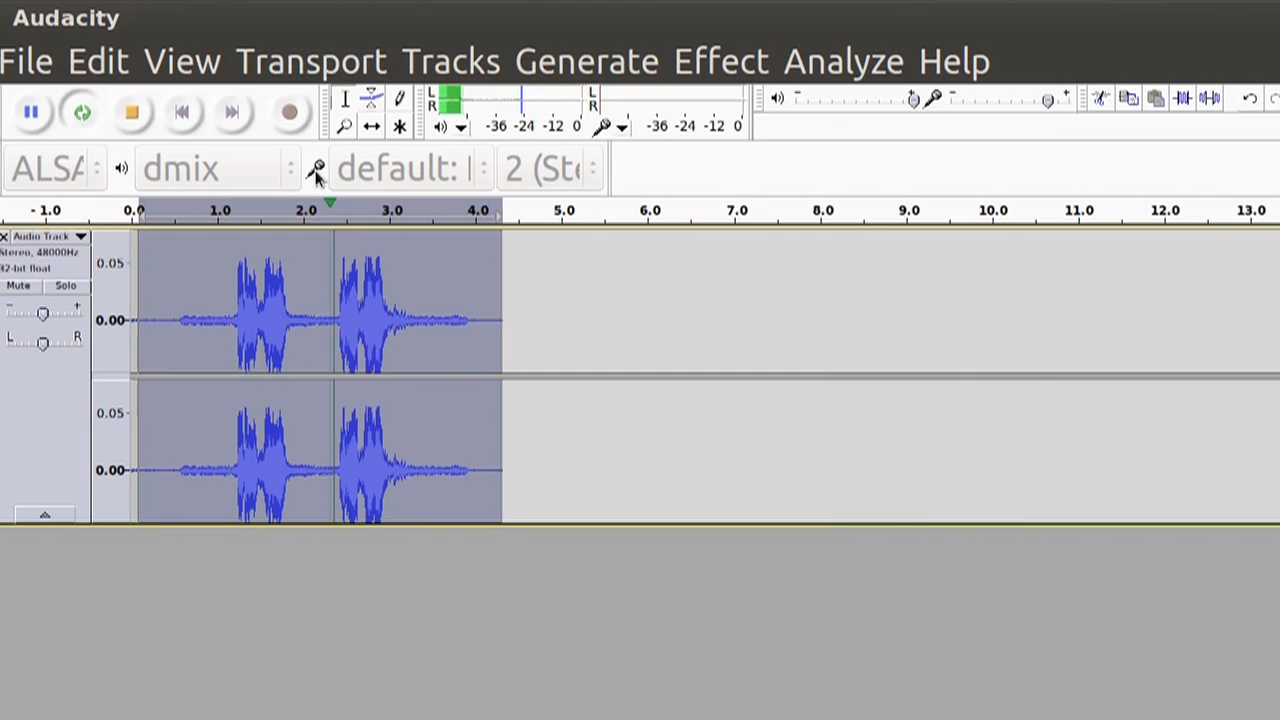 Audacity
File Edit View Transport Tracks Generate Effect Analyze Help
L
R
-36 -24 -12 0
L
R
-36 -24 -12 0
ALSA dmix default: 2 (Ste
-1.0 0.0 1.0 2.0 3.0 4.0 5.0 6.0 7.0 8.0 9.0 10.0 11.0 12.0 13.0
Audio Track
Stereo, 48000Hz
32-bit float
Mute Solo
- +
L R
0.05
0.00
0.05
0.00